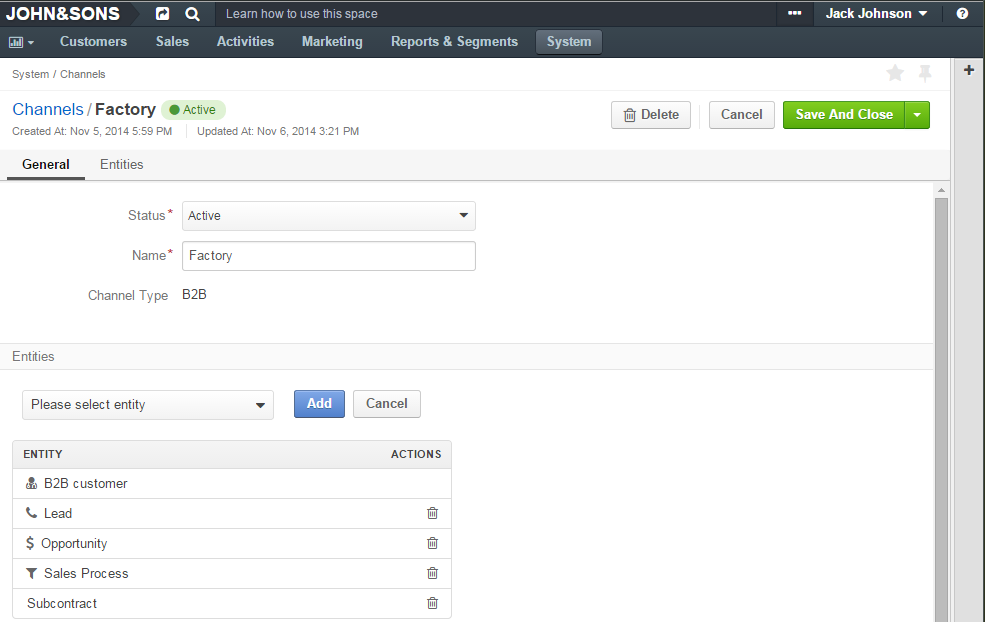 JOHN&SONS Learn how to use this space ••• Jack Johnson ?
Customers Sales Activities Marketing Reports & Segments System
System / Channels
Channels / Factory Active
Delete Cancel Save And Close
Created At: Nov 5, 2014 5:59 PM Updated At: Nov 6, 2014 3:21 PM
General Entities
Status* Active
Name* Factory
Channel Type B2B
Entities
Please select entity Add Cancel
ENTITY ACTIONS
B2B customer
Lead
$ Opportunity
Sales Process
Subcontract